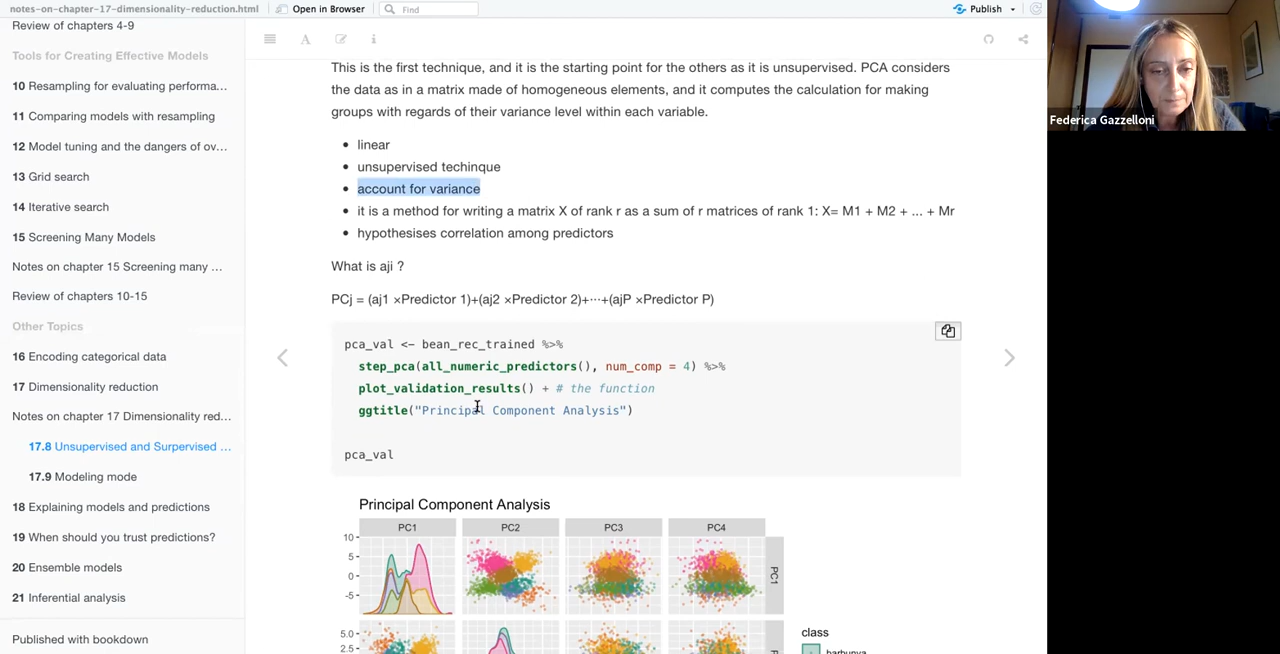 notes-on-chapter-17-dimensionality-reduction.html
Open in Browser
Find
Publish
Review of chapters 4-9
Tools for Creating Effective Models
10 Resampling for evaluating performa...
11 Comparing models with resampling
12 Model tuning and the dangers of ov...
13 Grid search
14 Iterative search
15 Screening Many Models
Notes on chapter 15 Screening many ...
Review of chapters 10-15
Other Topics
16 Encoding categorical data
17 Dimensionality reduction
Notes on chapter 17 Dimensionality red...
17.8 Unsupervised and Surpervised ...
17.9 Modeling mode
18 Explaining models and predictions
19 When should you trust predictions?
20 Ensemble models
21 Inferential analysis
Published with bookdown
This is the first technique, and it is the starting point for the others as it is unsupervised. PCA considers
the data as in a matrix made of homogeneous elements, and it computes the calculation for making
groups with regards of their variance level within each variable.
• linear
• unsupervised techinque
• account for variance
• it is a method for writing a matrix X of rank r as a sum of r matrices of rank 1: X= M1 + M2 + ... + Mr
• hypothesises correlation among predictors
What is aji ?
PCj = (aj1 ×Predictor 1)+(aj2 ×Predictor 2)+⋯+(ajP ×Predictor P)
pca_val <- bean_rec_trained %>%
step_pca(all_numeric_predictors(), num_comp = 4) %>%
plot_validation_results() + # the function
ggtitle("Principal Component Analysis")
pca_val
Principal Component Analysis
PC1 PC2 PC3 PC4
10
5
0
-5
PC1
5.0
2.5
class
Federica Gazzelloni